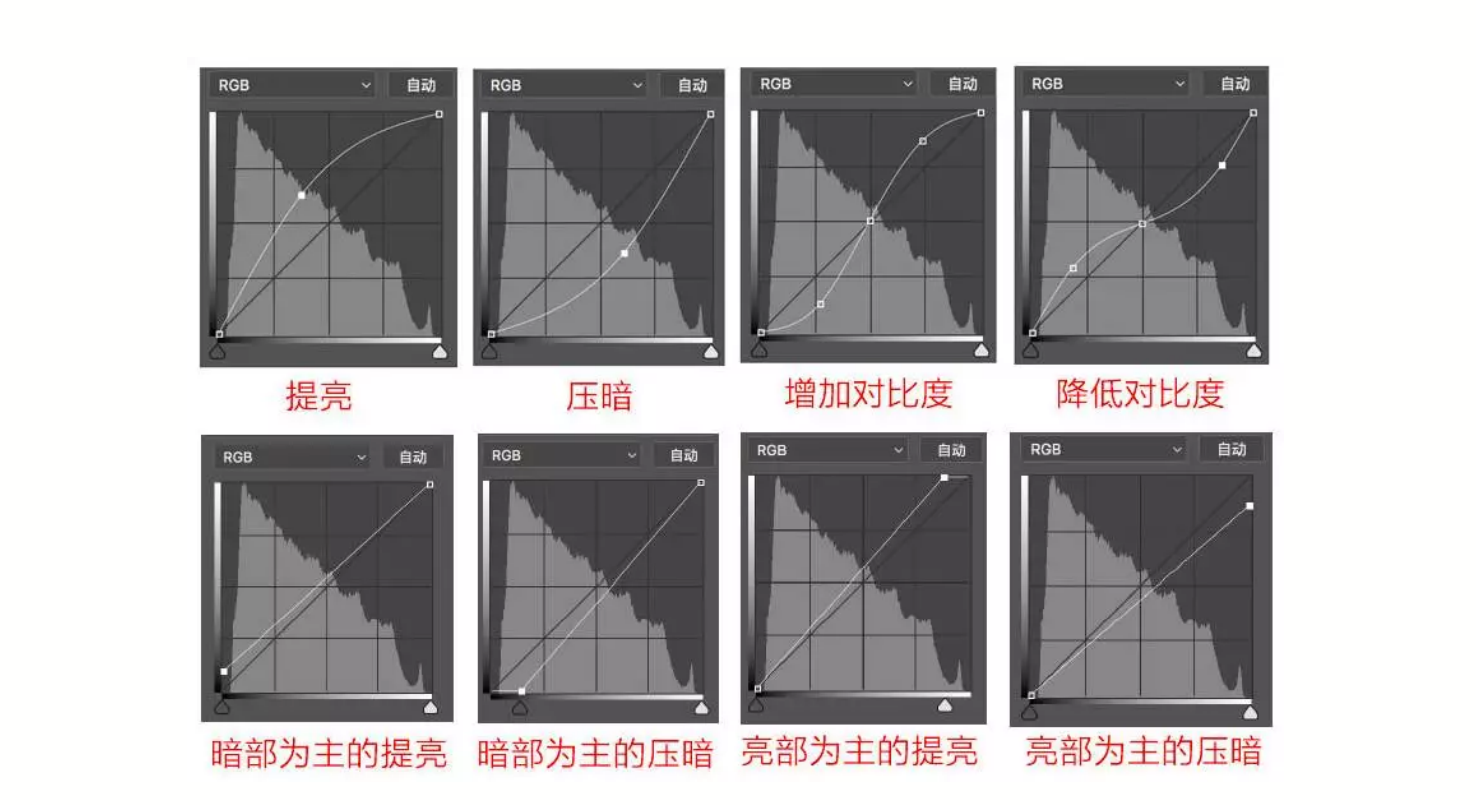 RGB 自动
RGB 自动
RGB 自动
RGB 自动
提亮
压暗
增加对比度
降低对比度
RGB 自动
RGB 自动
RGB 自动
RGB 自动
暗部为主的提亮
暗部为主的压暗
亮部为主的提亮
亮部为主的压暗